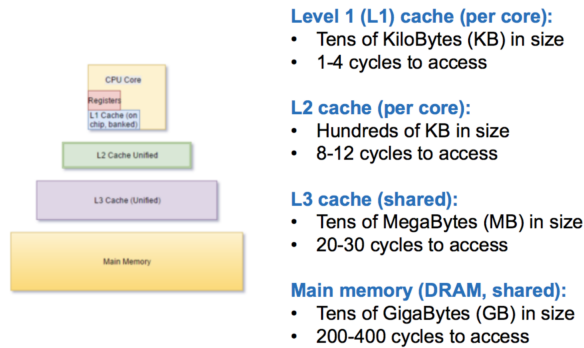 CPU Core
Registers
L1 Cache (on
chip, banked)
L2 Cache Unified
L3 Cache (Unified)
Main Memory
Level 1 (L1) cache (per core):
• Tens of KiloBytes (KB) in size
• 1-4 cycles to access
L2 cache (per core):
• Hundreds of KB in size
• 8-12 cycles to access
L3 cache (shared):
• Tens of MegaBytes (MB) in size
• 20-30 cycles to access
Main memory (DRAM, shared):
• Tens of GigaBytes (GB) in size
• 200-400 cycles to access